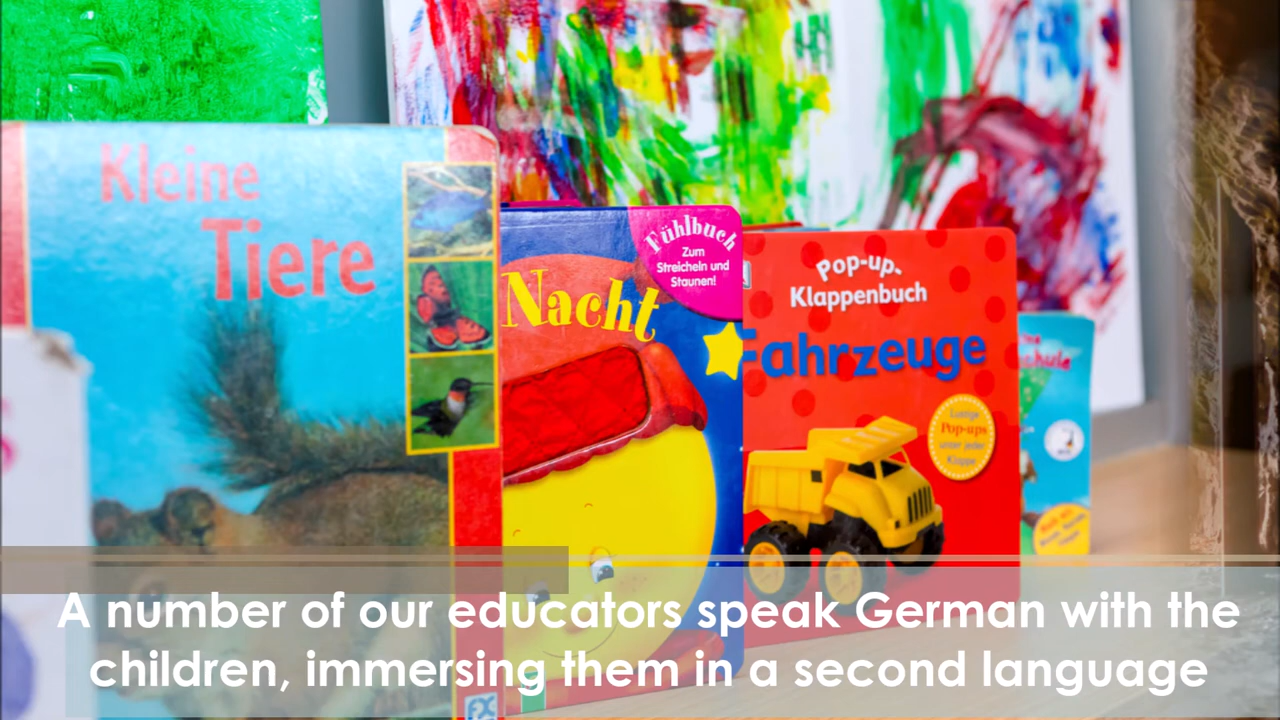 Kleine
Tiere
Nacht
Fühlbuch
Zum
Streicheln und
Staunen!
Pop-up-
Klappenbuch
Fahrzeuge
Lustige
Pop-ups
unter jeder
Klappe
schule
A number of our educators speak German with the
children, immersing them in a second language